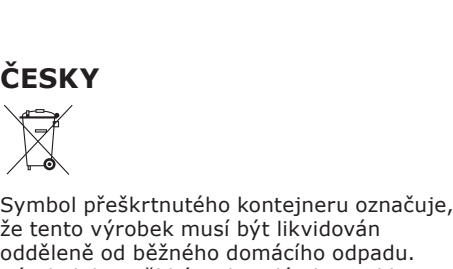 ČESKY
Symbol přeškrtnutého kontejneru označuje,
že tento výrobek musí být likvidován
odděleně od běžného domácího odpadu.